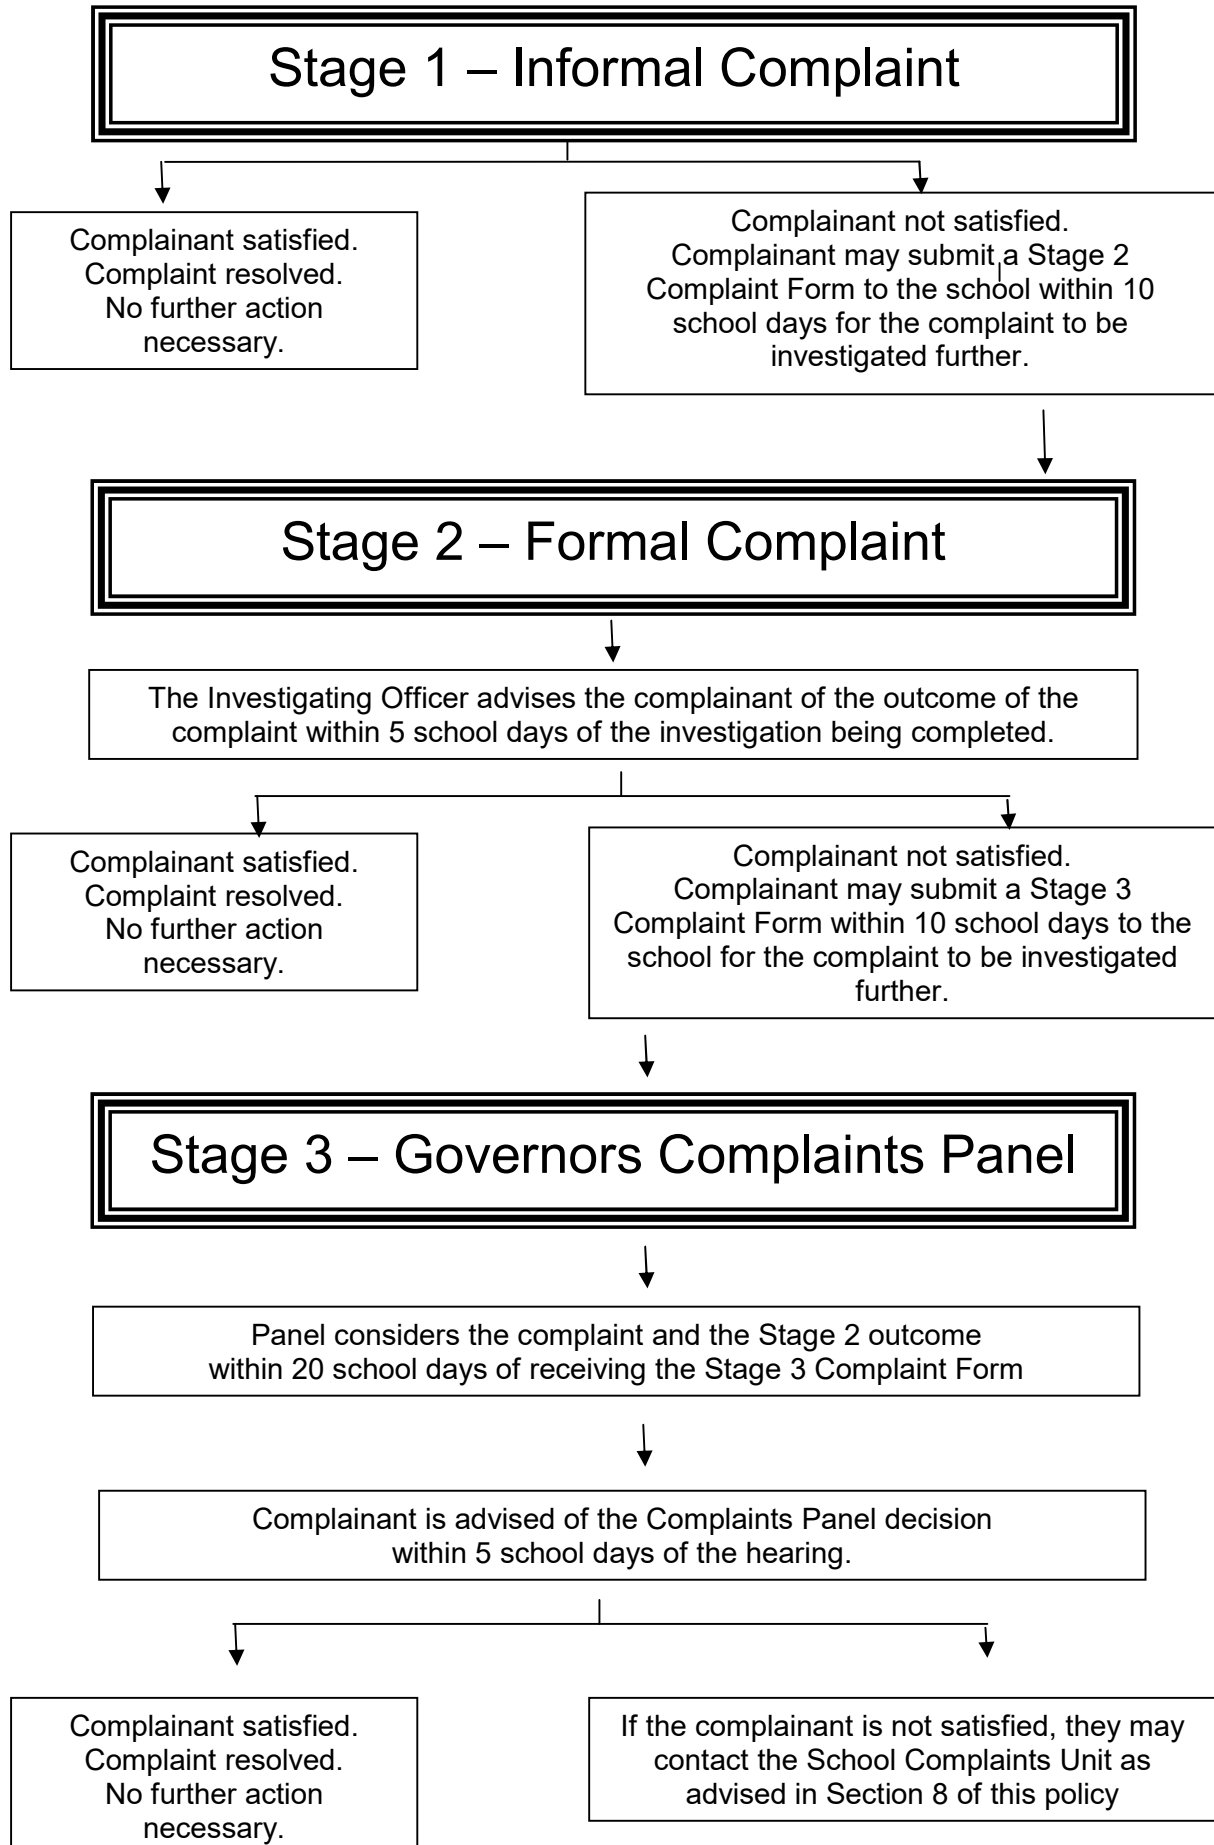 Stage 1 – Informal Complaint
Complainant satisfied.
Complaint resolved.
No further action
necessary.
Complainant not satisfied.
Complainant may submit a Stage 2
Complaint Form to the school within 10
school days for the complaint to be
investigated further.
Stage 2 – Formal Complaint
The Investigating Officer advises the complainant of the outcome of the
complaint within 5 school days of the investigation being completed.
Complainant satisfied.
Complaint resolved.
No further action
necessary.
Complainant not satisfied.
Complainant may submit a Stage 3
Complaint Form within 10 school days to the
school for the complaint to be investigated
further.
Stage 3 – Governors Complaints Panel
Panel considers the complaint and the Stage 2 outcome
within 20 school days of receiving the Stage 3 Complaint Form
Complainant is advised of the Complaints Panel decision
within 5 school days of the hearing.
Complainant satisfied.
Complaint resolved.
No further action
necessary.
If the complainant is not satisfied, they may
contact the School Complaints Unit as
advised in Section 8 of this policy